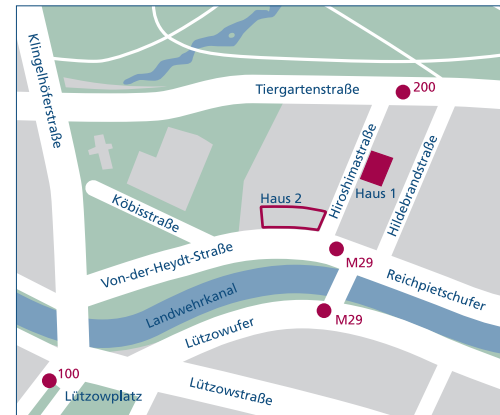 Klingelhöferstraße
Tiergartenstraße
200
Hiroshimastraße
Haus 1
Hildebrandstraße
Haus 2
Köbisstraße
Von-der-Heydt-Straße
M29
Reichpietschufer
Landwehrkanal
M29
Lützowufer
100
Lützowplatz
Lützowstraße